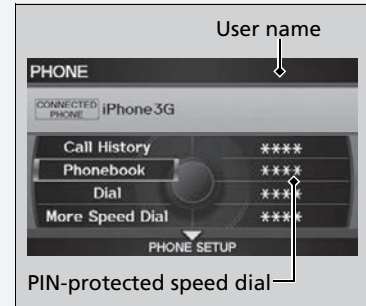 User name
PHONE
CONNECTED PHONE iPhone3G
Call History ****
Phonebook ****
Dial ****
More Speed Dial ****
PHONE SETUP
PIN-protected speed dial